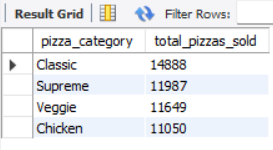 Result Grid Filter Rows:
pizza_category total_pizzas_sold
Classic 14888
Supreme 11987
Veggie 11649
Chicken 11050